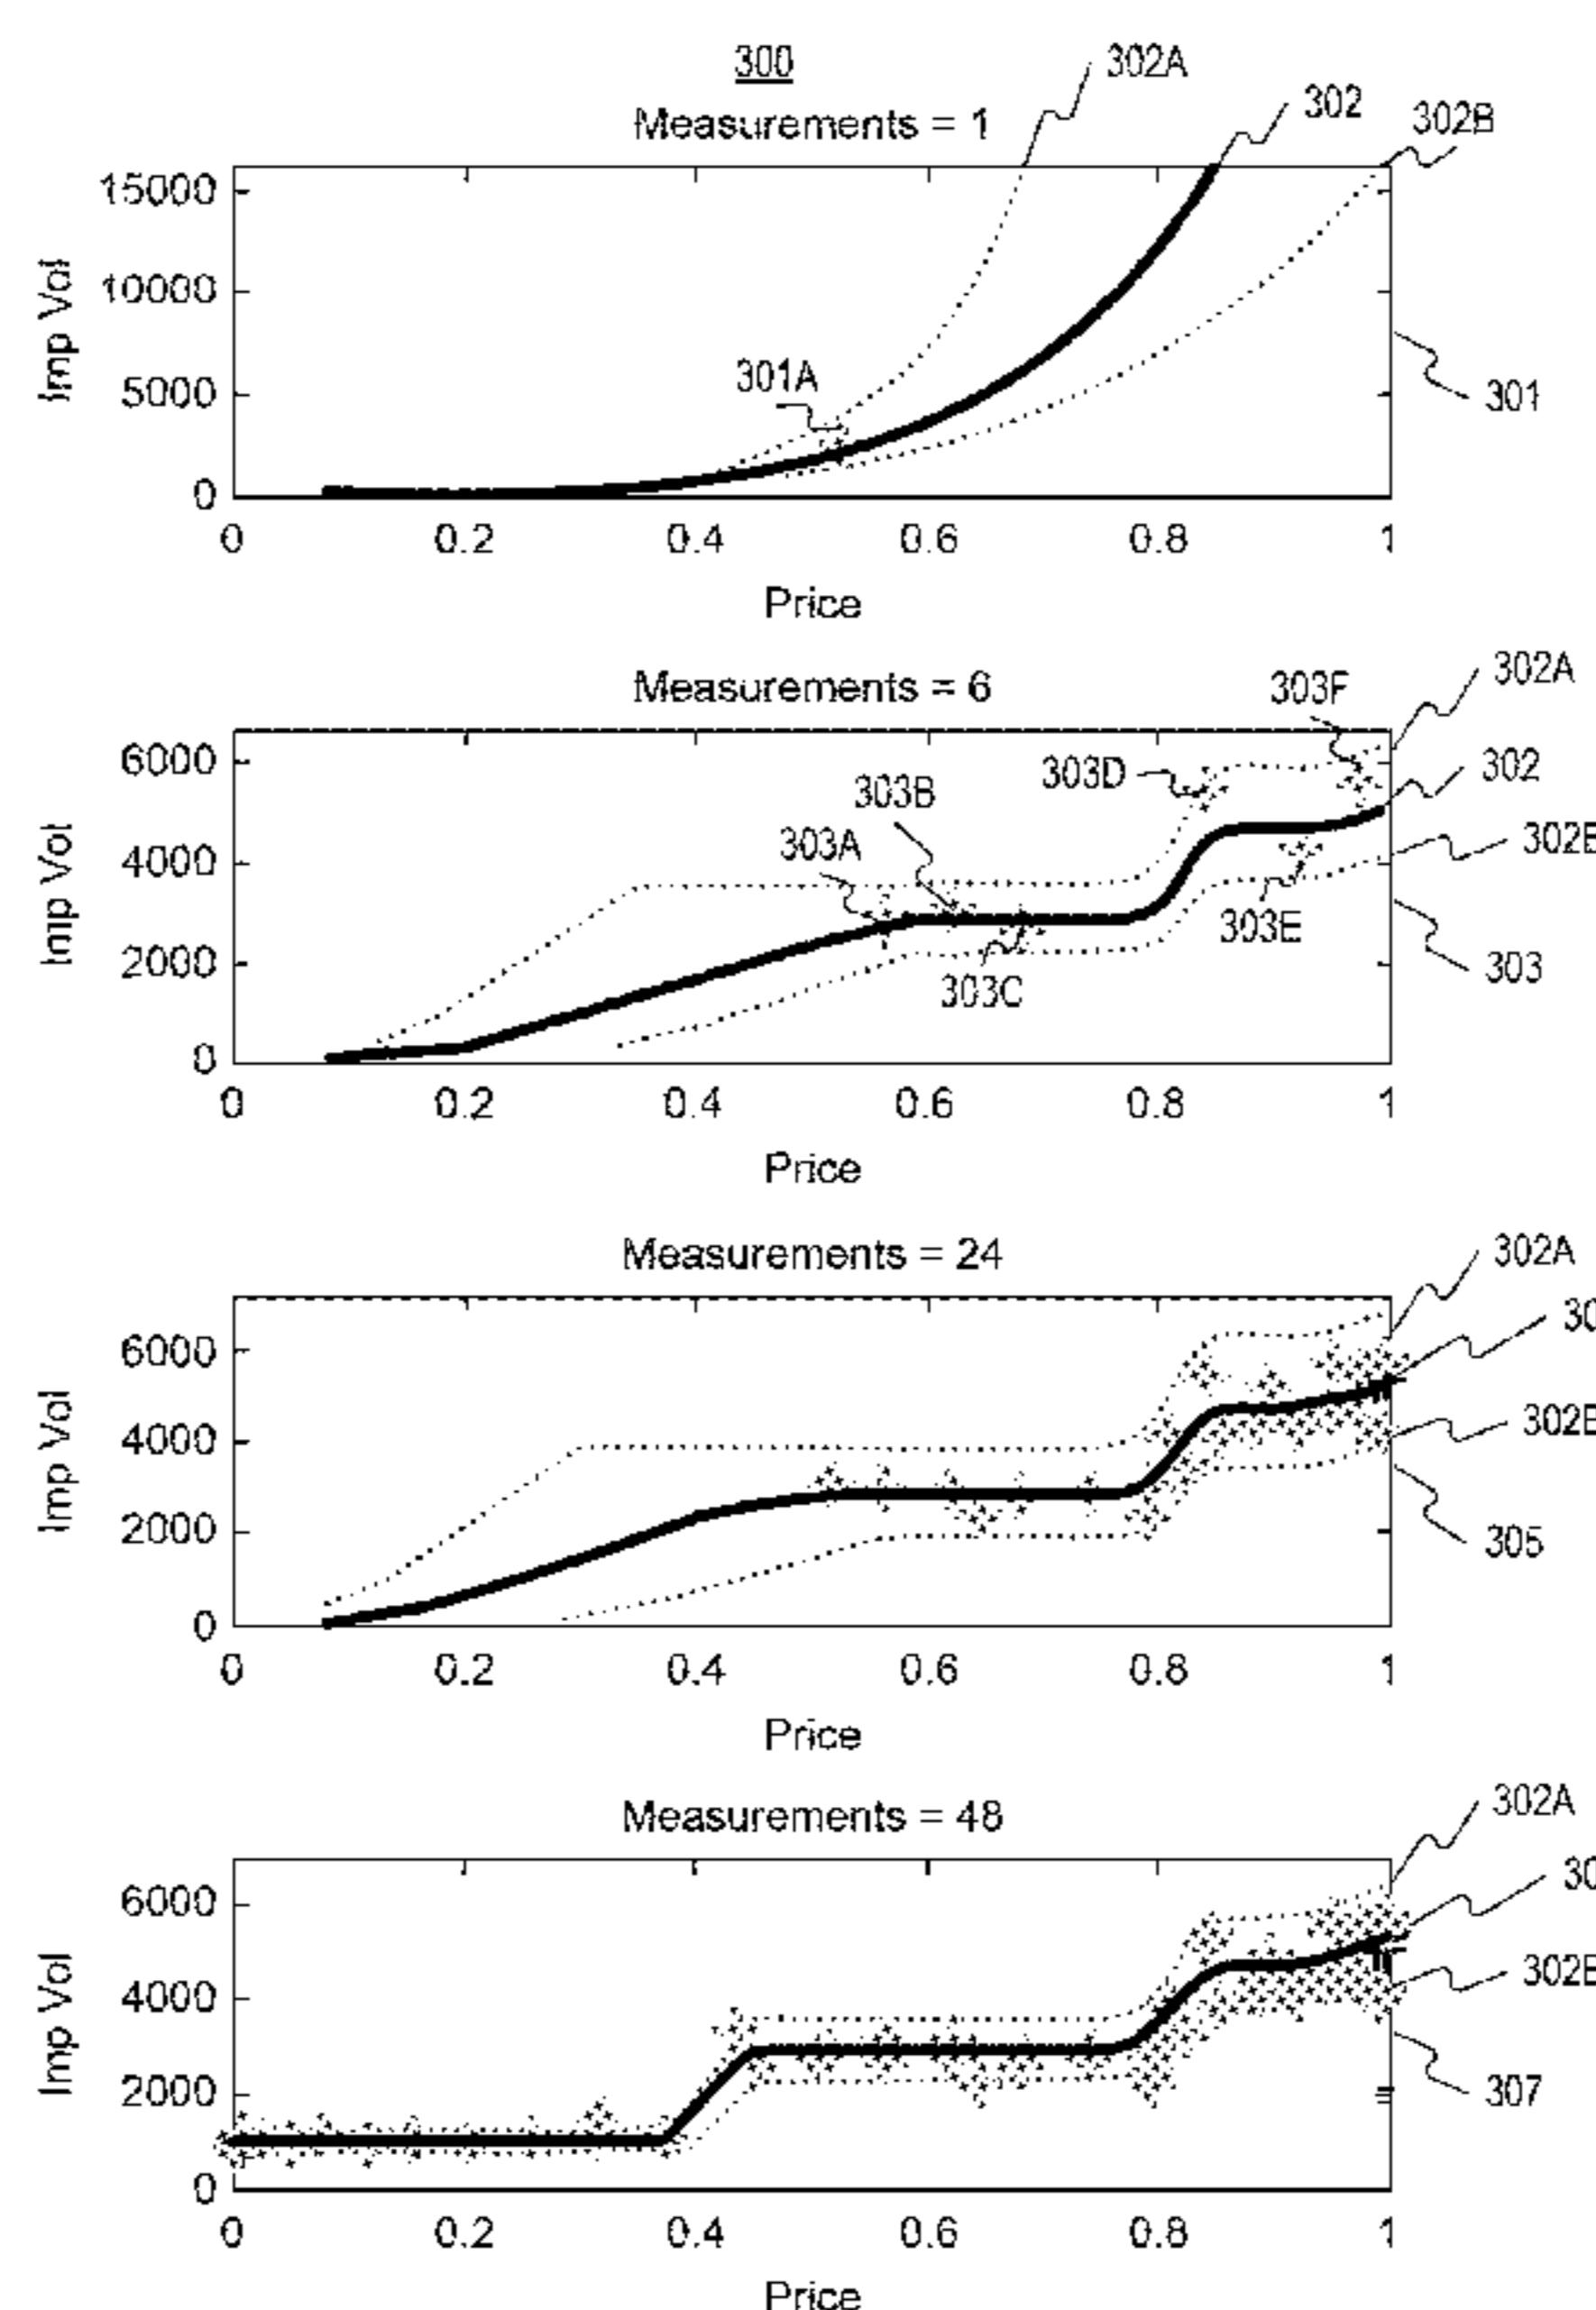 300
302A
302
302B
Measurements = 1
15000
10000
5000
0
Imp Vol
301A
301
0 0.2 0.4 0.6 0.8 1
Price
Measurements = 6
302A
303F
302
303D
303B
303A
302B
303E
303
303C
6000
4000
2000
0
Imp Vol
0 0.2 0.4 0.6 0.8 1
Price
Measurements = 24
302A
30
302B
305
6000
4000
2000
0
Imp Vol
0 0.2 0.4 0.6 0.8 1
Price
Measurements = 48
302A
30
302B
307
6000
4000
2000
0
Imp Vol
0 0.2 0.4 0.6 0.8 1
Price